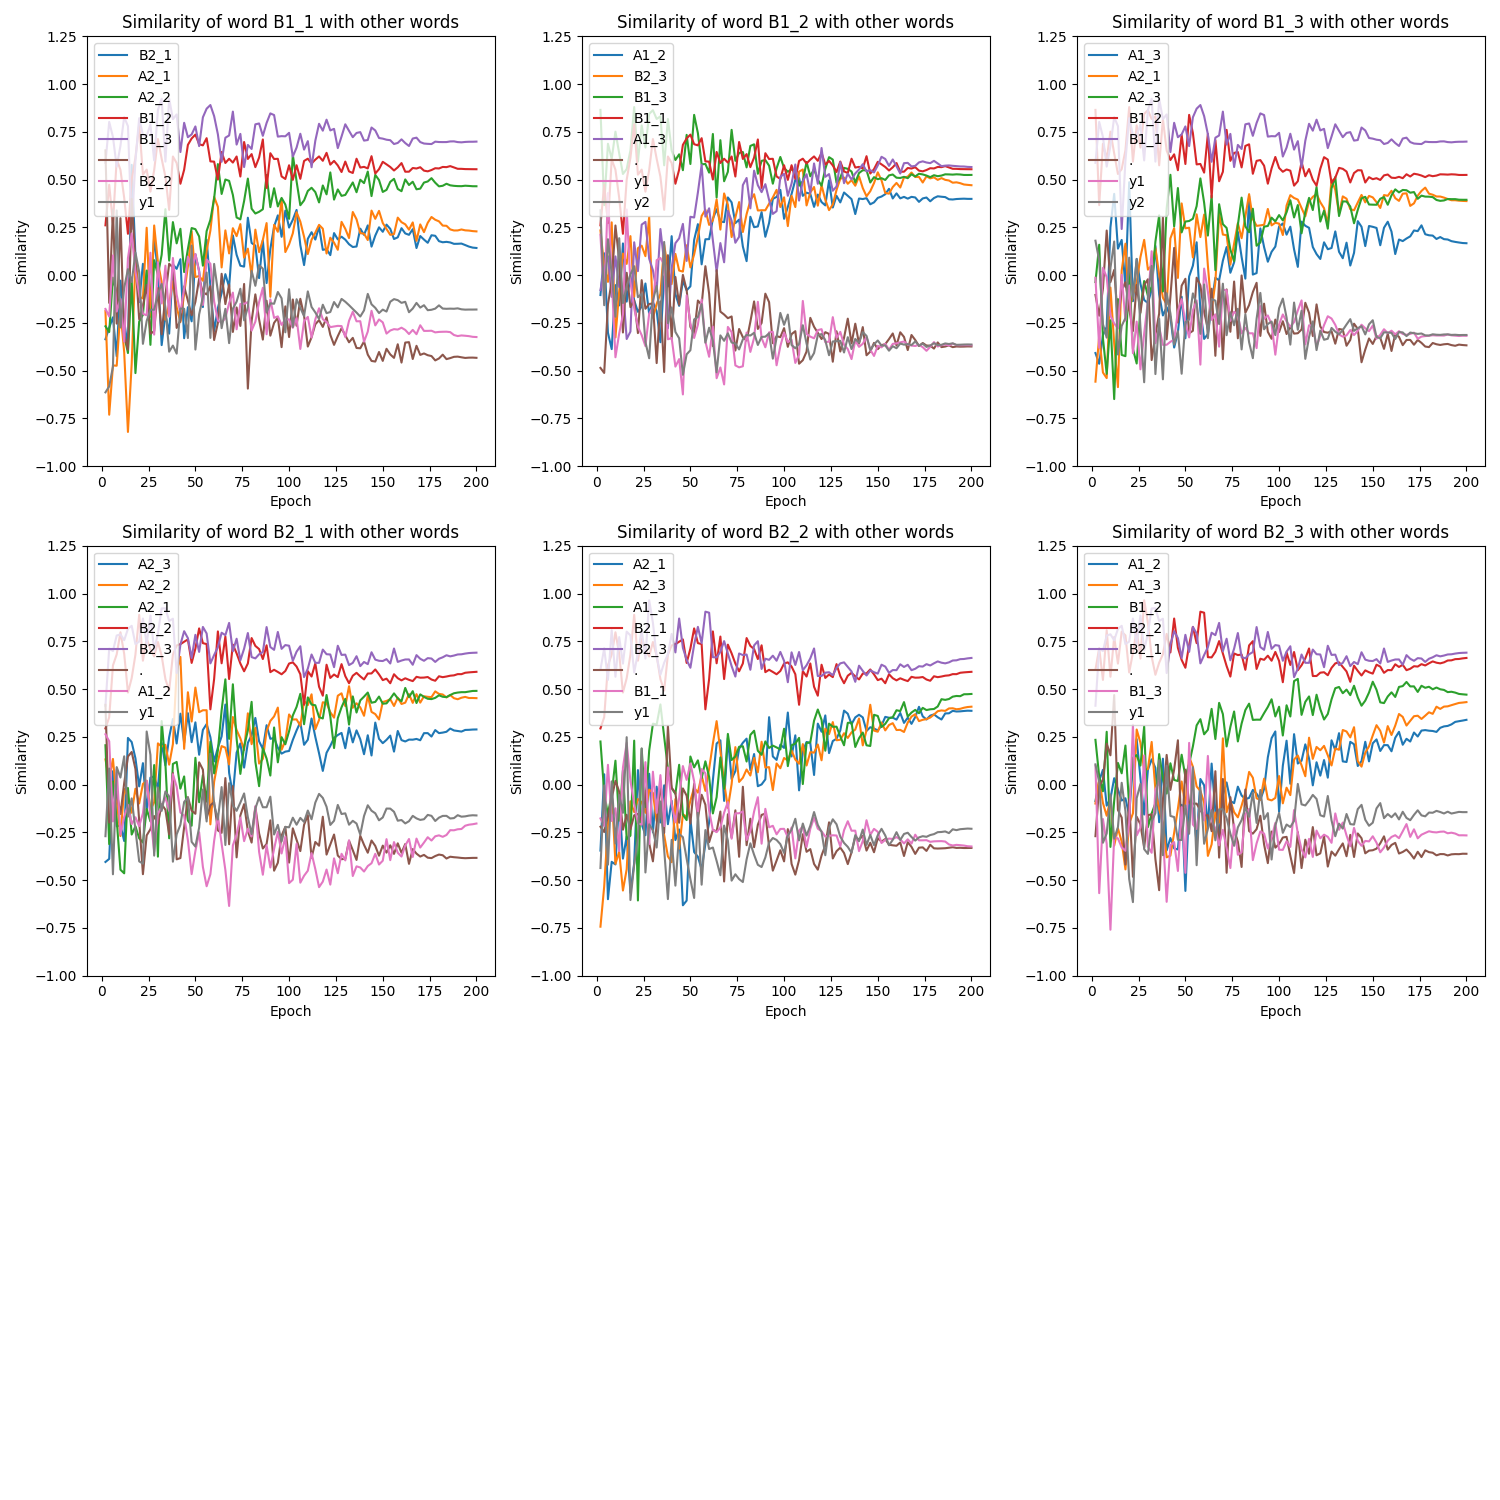 Similarity of word B1_1 with other words
1.25
1.00
0.75
0.50
0.25
0.00
−0.25
−0.50
−0.75
−1.00
Similarity
B2_1
A2_1
A2_2
B1_2
B1_3
.
B2_2
y1
0 25 50 75 100 125 150 175 200
Epoch
Similarity of word B1_2 with other words
1.25
1.00
0.75
0.50
0.25
0.00
−0.25
−0.50
−0.75
−1.00
Similarity
A1_2
B2_3
B1_3
B1_1
A1_3
.
y1
y2
0 25 50 75 100 125 150 175 200
Epoch
Similarity of word B1_3 with other words
1.25
1.00
0.75
0.50
0.25
0.00
−0.25
−0.50
−0.75
−1.00
Similarity
A1_3
A2_1
A2_3
B1_2
B1_1
.
y1
y2
0 25 50 75 100 125 150 175 200
Epoch
Similarity of word B2_1 with other words
1.25
1.00
0.75
0.50
0.25
0.00
−0.25
−0.50
−0.75
−1.00
Similarity
A2_3
A2_2
A2_1
B2_2
B2_3
.
A1_2
y1
0 25 50 75 100 125 150 175 200
Epoch
Similarity of word B2_2 with other words
1.25
1.00
0.75
0.50
0.25
0.00
−0.25
−0.50
−0.75
−1.00
Similarity
A2_1
A2_3
A1_3
B2_1
B2_3
.
B1_1
y1
0 25 50 75 100 125 150 175 200
Epoch
Similarity of word B2_3 with other words
1.25
1.00
0.75
0.50
0.25
0.00
−0.25
−0.50
−0.75
−1.00
Similarity
A1_2
A1_3
B1_2
B2_2
B2_1
.
B1_3
y1
0 25 50 75 100 125 150 175 200
Epoch